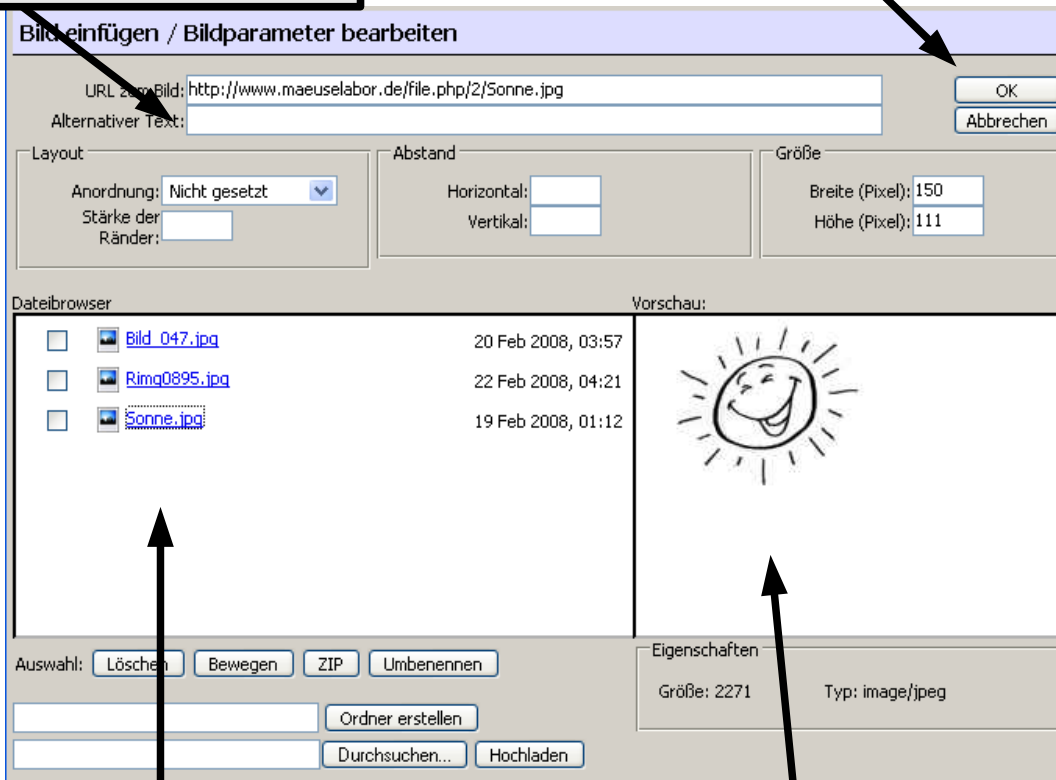 Bild einfügen / Bildparameter bearbeiten
URL zum Bild: http://www.maeuselabor.de/file.php/2/Sonne.jpg
OK
Alternativer Text:
Abbrechen
Layout
Anordnung: Nicht gesetzt
Stärke der
Ränder:
Abstand
Horizontal:
Vertikal:
Größe
Breite (Pixel): 150
Höhe (Pixel): 111
Dateibrowser
Bild_047.jpg 20 Feb 2008, 03:57
Rimg0895.jpg 22 Feb 2008, 04:21
Sonne.jpg 19 Feb 2008, 01:12
Vorschau:
Auswahl: Löschen Bewegen ZIP Umbenennen
Ordner erstellen
Durchsuchen... Hochladen
Eigenschaften
Größe: 2271 Typ: image/jpeg